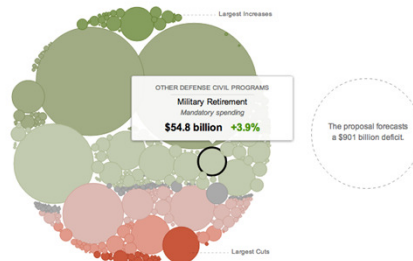 Largest Increases
OTHER DEFENSE CIVIL PROGRAMS
Military Retirement
Mandatory spending
$54.8 billion +3.9%
The proposal forecasts
a $901 billion deficit.
Largest Cuts